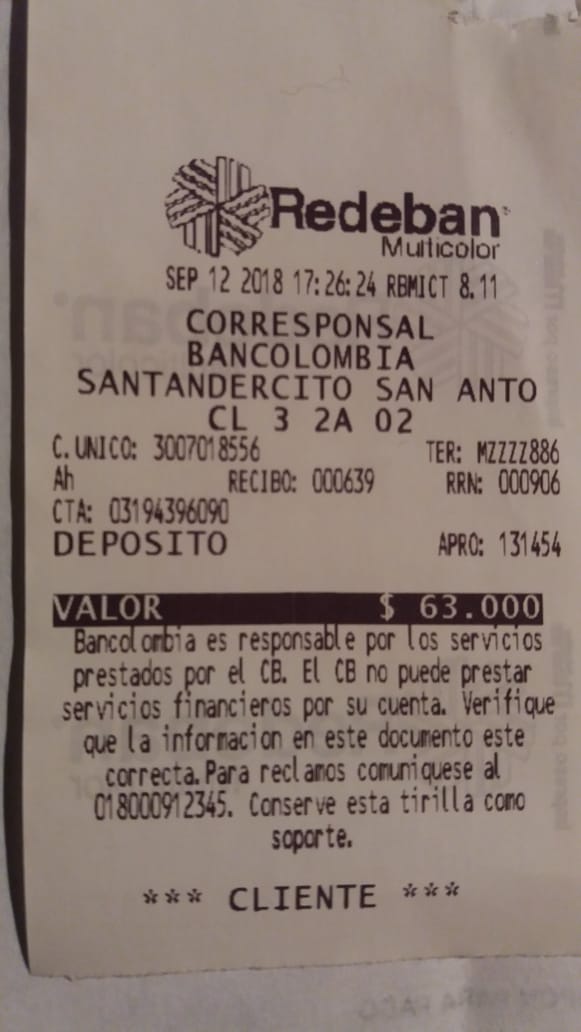 Redeban
Multicolor
SEP 12 2018 17:26:24 RBMICT 8.11
CORRESPONSAL
BANCOLOMBIA
SANTANDERCITO SAN ANTO
CL 3 2A 02
C. UNICO: 3007018556 TER: MZZZZ886
Ah RECIBO: 000639 RRN: 000906
CTA: 03194396090
DEPOSITO APRO: 131454
VALOR $ 63.000
Bancolombia es responsable por los servicios
prestados por el CB. El CB no puede prestar
servicios financieros por su cuenta. Verifique
que la informacion en este documento este
correcta.Para reclamos comuniquese al
018000912345. Conserve esta tirilla como
soporte.
*** CLIENTE ***